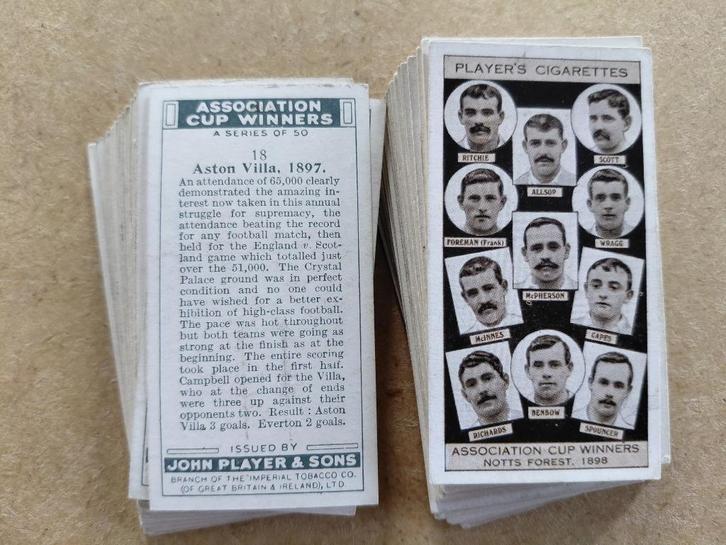 ASSOCIATION
CUP WINNERS
A SERIES OF 50
18
Aston Villa, 1897.
An attendance of 65,000 clearly
demonstrated the amazing in-
terest now taken in this annual
struggle for supremacy, the
attendance beating the record
for any football match, then
held for the England v. Scot-
land game which totalled just
over the 51,000. The Crystal
Palace ground was in perfect
condition and no one could
have wished for a better ex-
hibition of high-class football.
The pace was hot throughout
but both teams were going as
strong at the finish as at the
beginning. The entire scoring
took place in the first half.
Campbell opened for the Villa,
who at the change of ends
were three up against their
opponents two. Result : Aston
Villa 3 goals. Everton 2 goals.
ISSUED BY
JOHN PLAYER & SONS
BRANCH OF THE IMPERIAL TOBACCO CO.
(OF GREAT BRITAIN & IRELAND), LTD
PLAYER'S CIGARETTES
RITCHIE
ALLSOP
SCOTT
FOREMAN (Frank)
WRAGG
McPHERSON
McINNES
CAPES
RICHARDS
BENBOW
SPOUNCER
ASSOCIATION CUP WINNERS
NOTTS FOREST, 1898